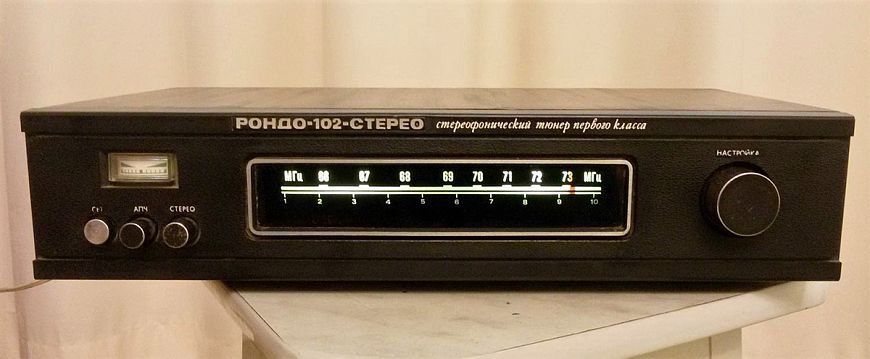 РОНДО-102-СТЕРЕО стереофонический тюнер первого класса
НАСТРОЙКА
МГц 66 67 68 69 70 71 72 73 МГц
1 2 3 4 5 6 7 8 9 10
АПЧ СТЕРЕО